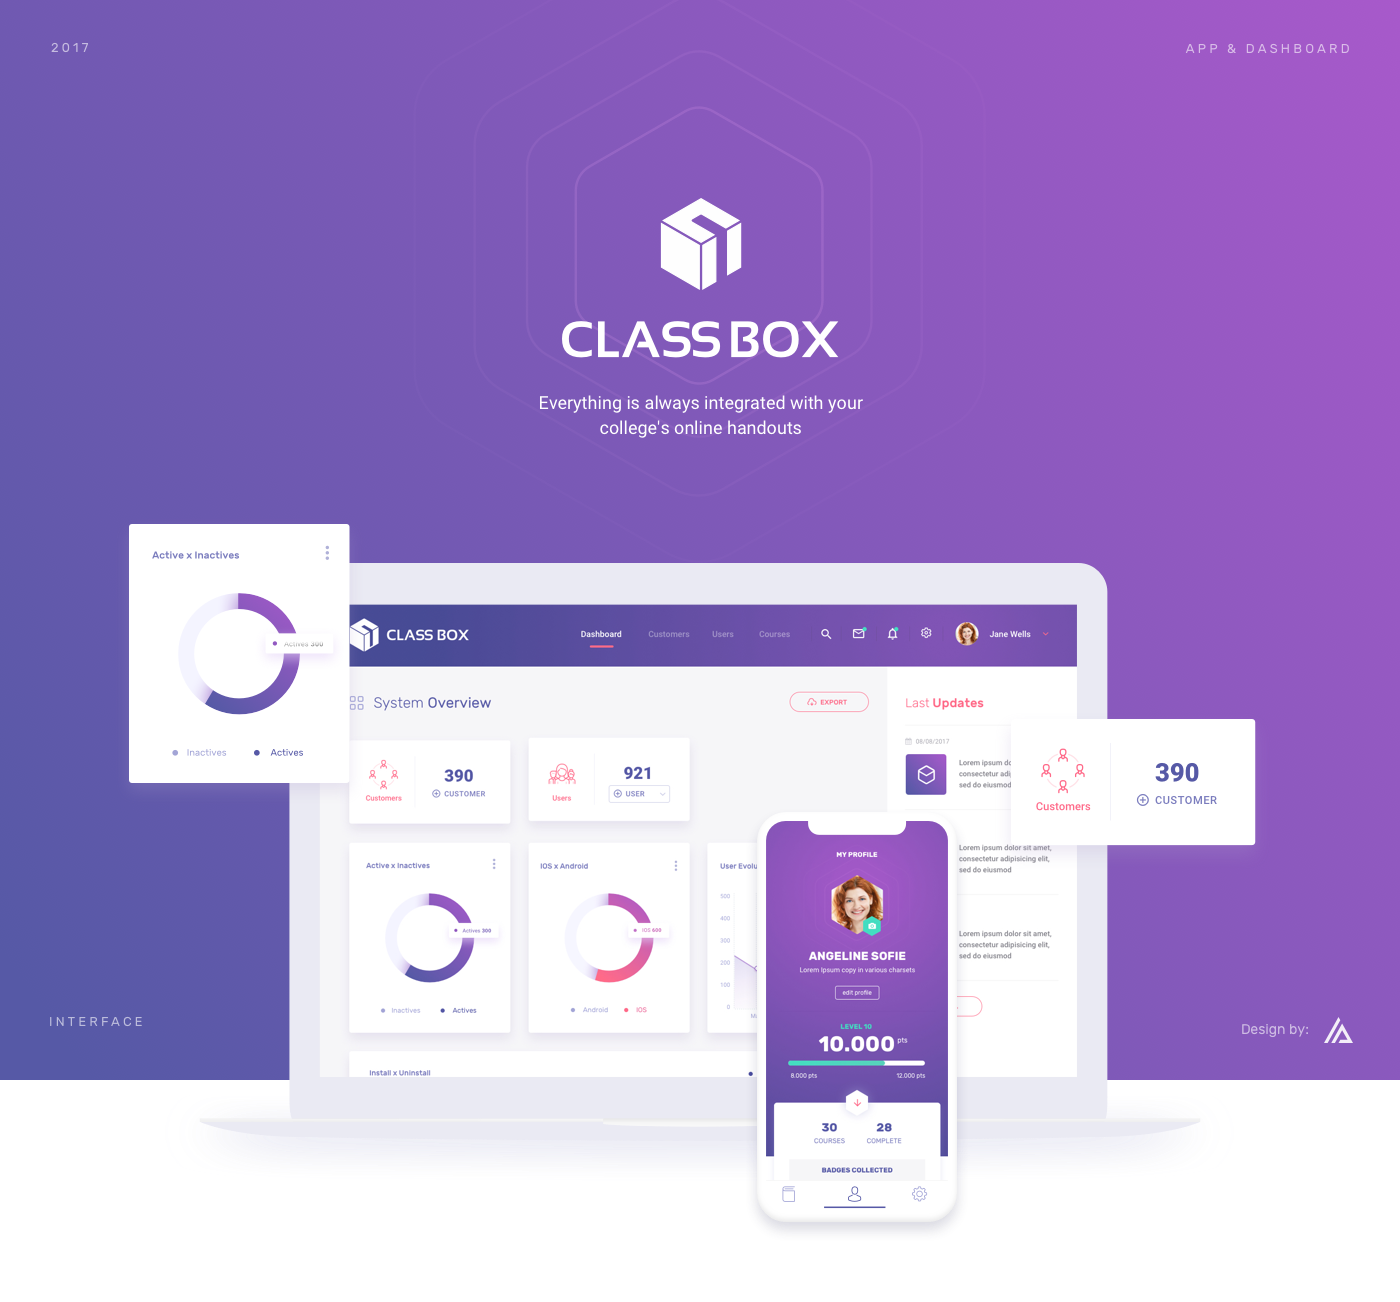 2017
APP & DASHBOARD
CLASS BOX
Everything is always integrated with your
college's online handouts
Active x Inactives
Actives 300
Inactives
Actives
CLASS BOX
Dashboard
Customers
Users
Courses
Jane Wells
System Overview
EXPORT
Last Updates
08/08/2017
Lorem ipsum
consectetur adip
sed do eiusmod
390
CUSTOMER
Customers
921
USER
Users
390
CUSTOMER
Customers
Active x Inactives
Actives 300
Inactives
Actives
IOS x Android
IOS 600
Android
IOS
User Evolu
500
400
300
200
100
0
Lorem ipsum dolor sit amet,
consectetur adipisicing elit,
sed do eiusmod
Lorem ipsum dolor sit amet,
consectetur adipisicing elit,
sed do eiusmod
Install x Uninstall
MY PROFILE
ANGELINE SOFIE
Lorem Ipsum copy in various charsets
edit profile
LEVEL 10
10.000 pts
8.000 pts
12.000 pts
30
COURSES
28
COMPLETE
BADGES COLLECTED
INTERFACE
Design by: